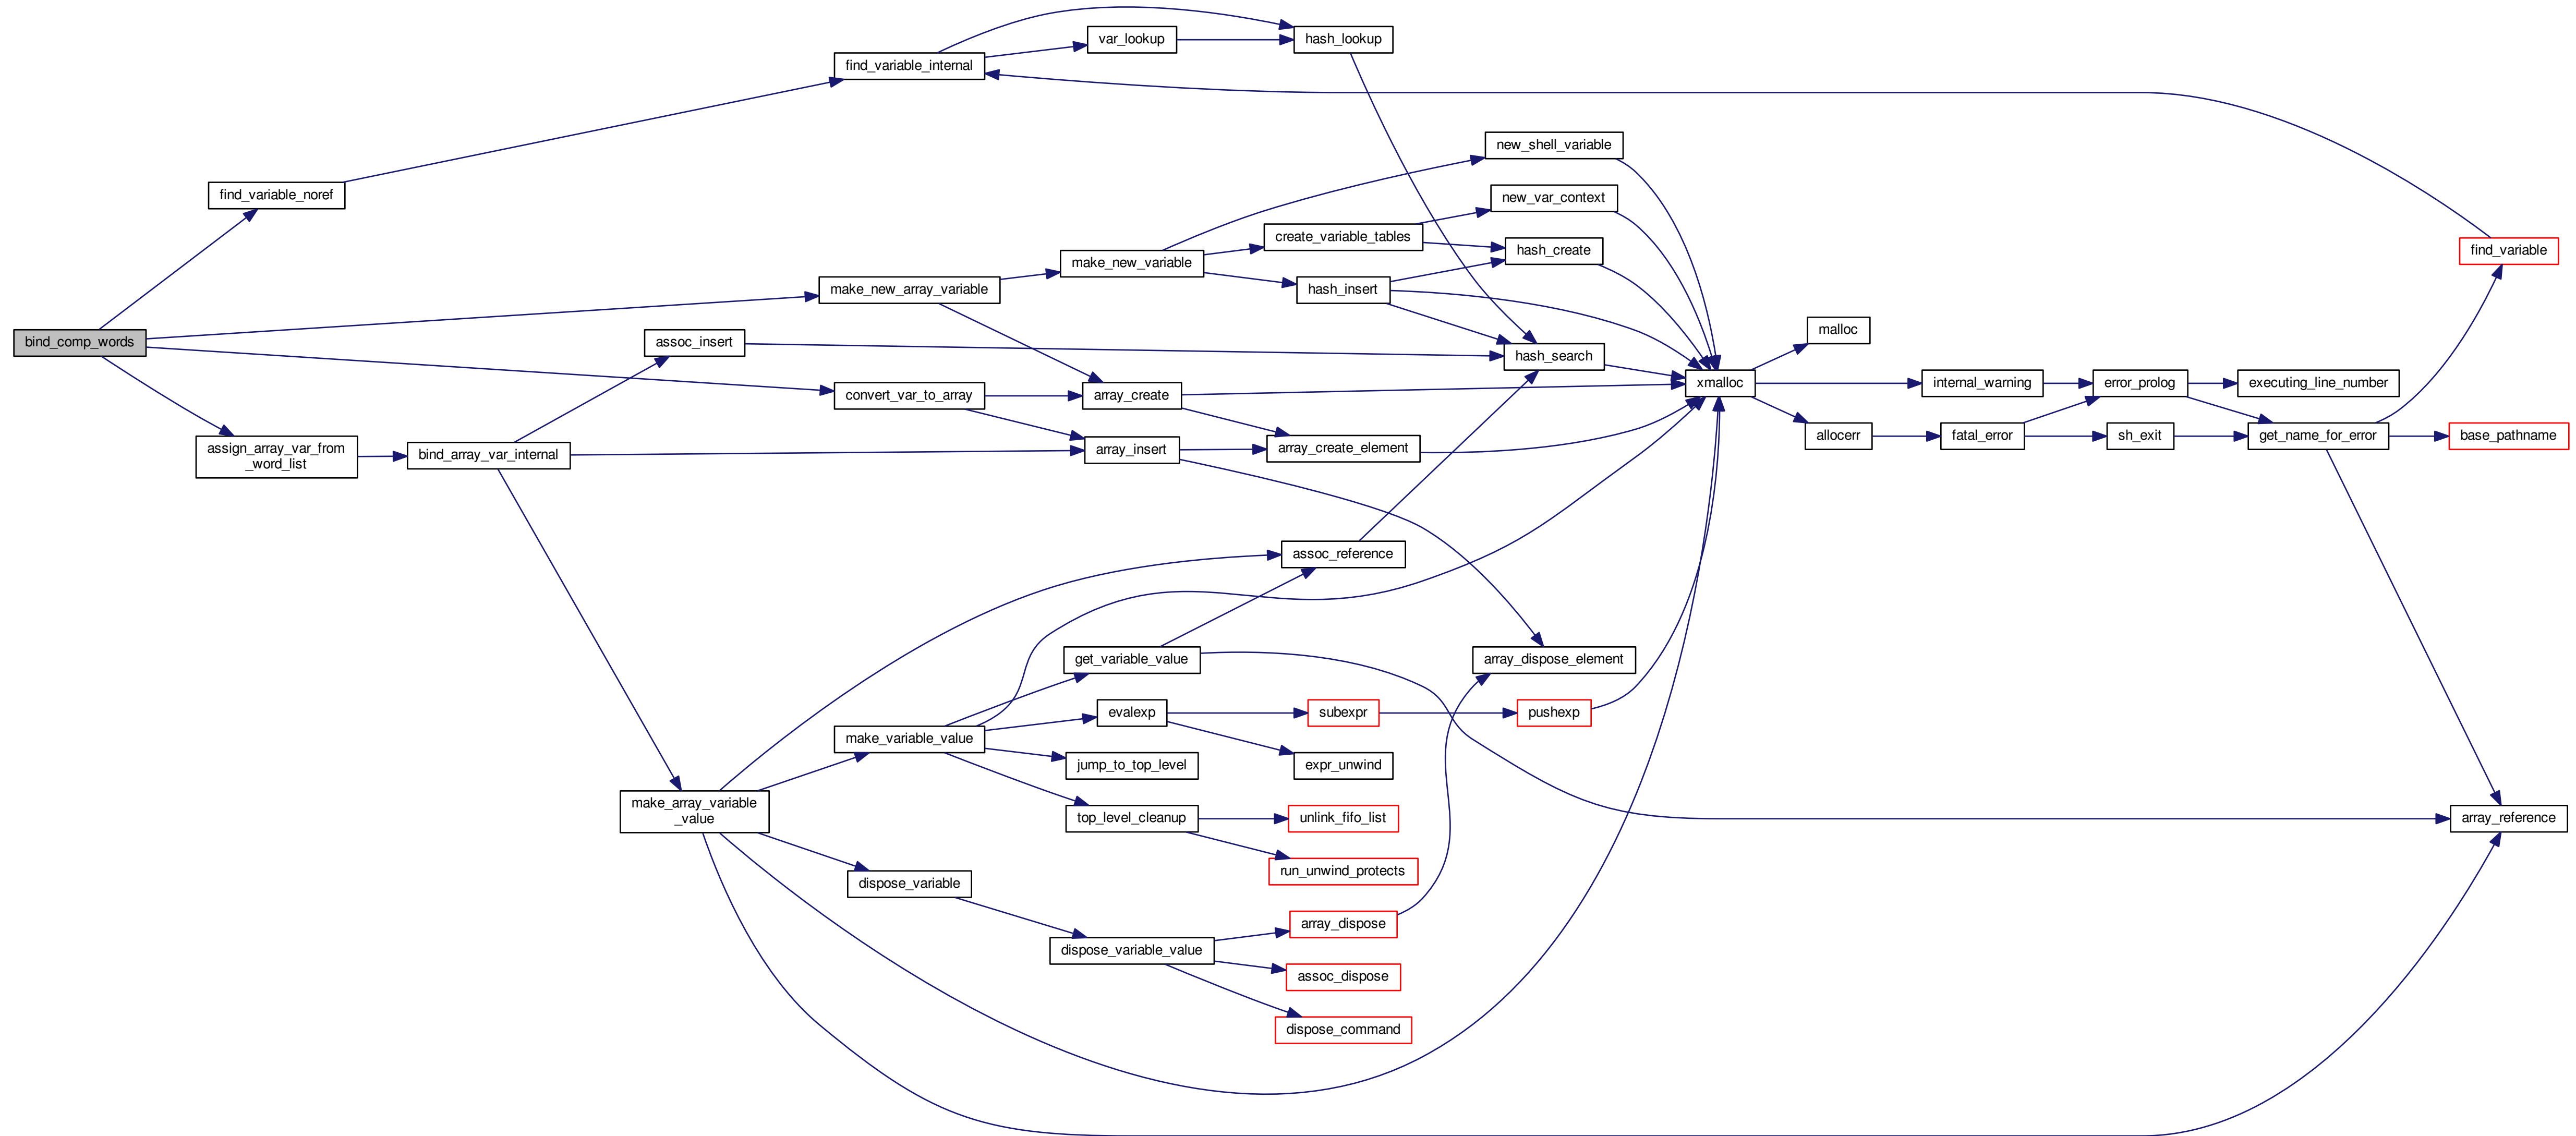 var_lookup
hash_lookup
find_variable_internal
new_shell_variable
find_variable_noref
new_var_context
create_variable_tables
hash_create
find_variable
make_new_variable
make_new_array_variable
hash_insert
malloc
bind_comp_words
assoc_insert
hash_search
xmalloc
internal_warning
error_prolog
executing_line_number
convert_var_to_array
array_create
assign_array_var_from
_word_list
bind_array_var_internal
array_insert
array_create_element
allocerr
fatal_error
sh_exit
get_name_for_error
base_pathname
assoc_reference
get_variable_value
array_dispose_element
evalexp
subexpr
pushexp
make_variable_value
jump_to_top_level
expr_unwind
make_array_variable
_value
top_level_cleanup
unlink_fifo_list
array_reference
run_unwind_protects
dispose_variable
array_dispose
dispose_variable_value
assoc_dispose
dispose_command